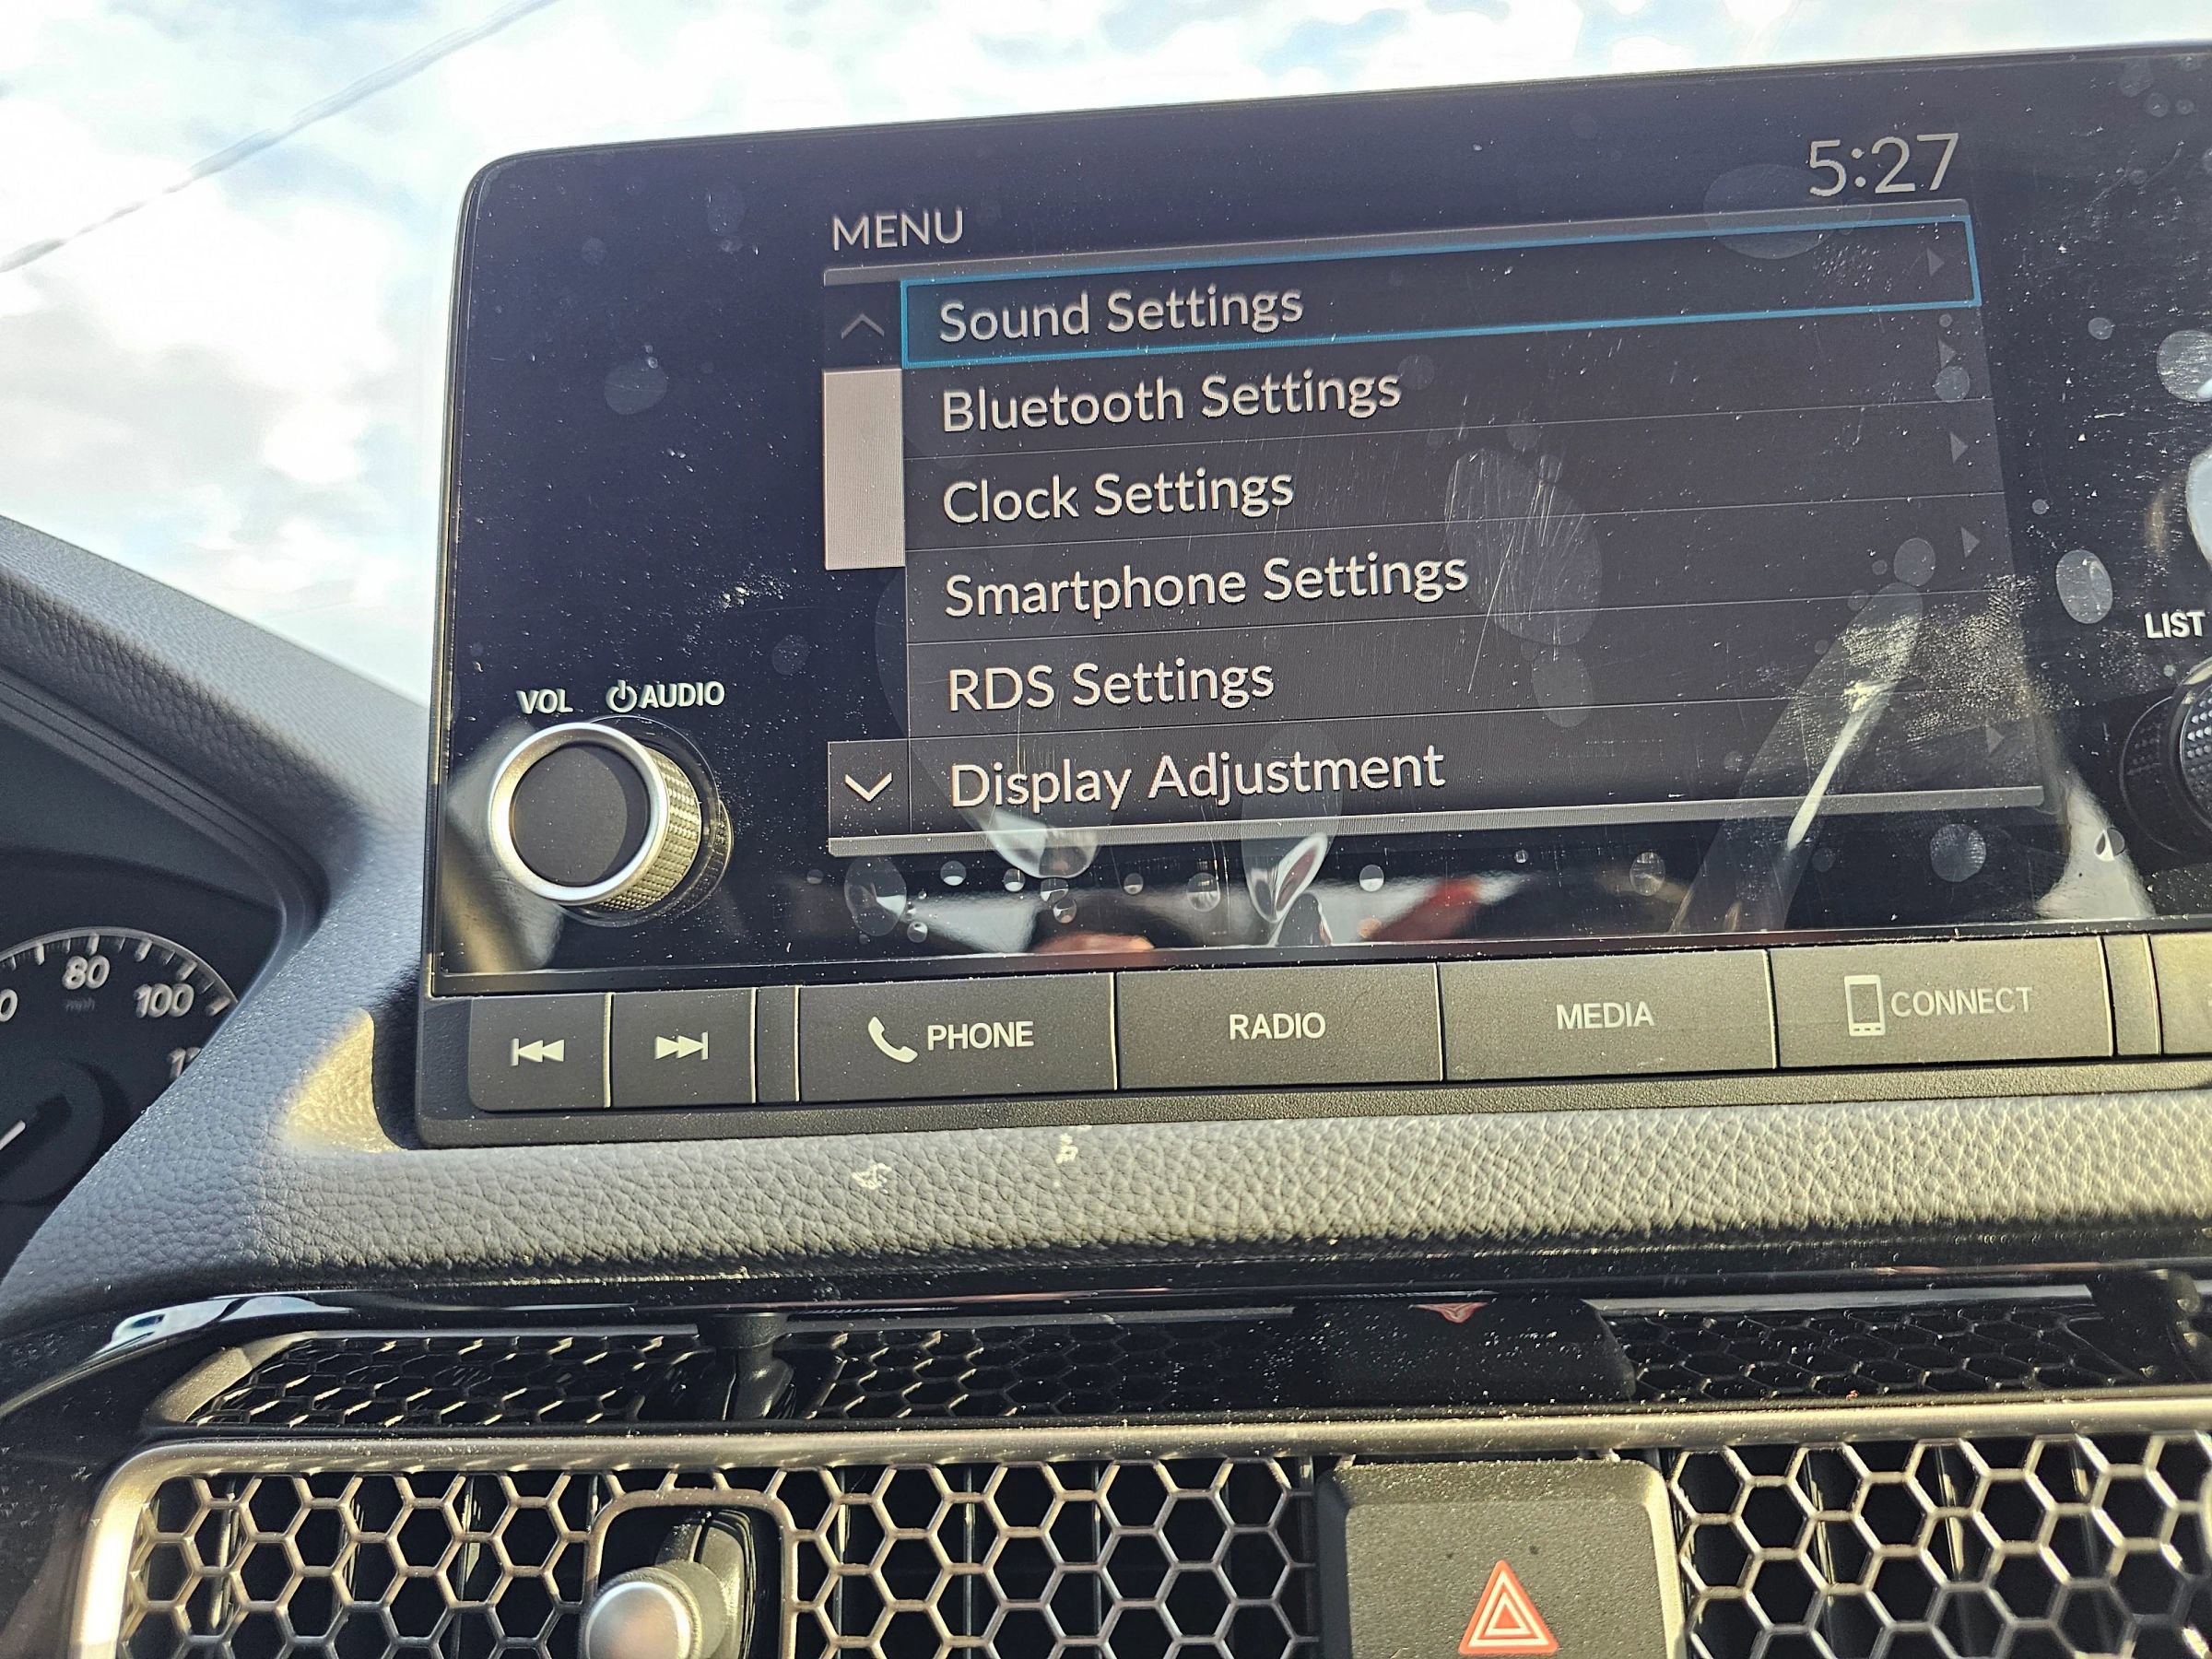 5:27
MENU
Sound Settings
Bluetooth Settings
Clock Settings
Smartphone Settings
RDS Settings
Display Adjustment
VOL AUDIO
LIST
80
mph
100
PHONE
RADIO
MEDIA
CONNECT